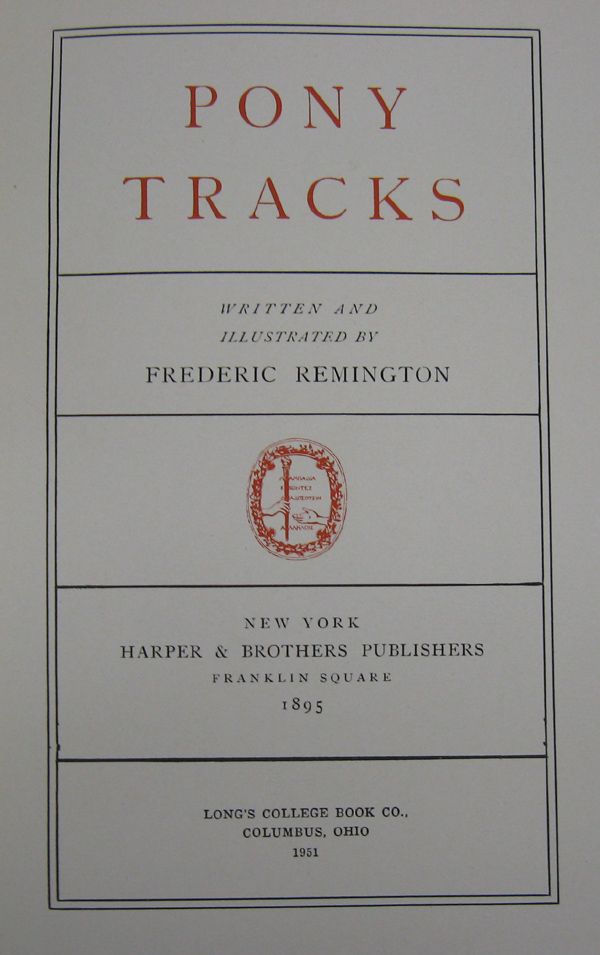 PONY
TRACKS
WRITTEN AND
ILLUSTRATED BY
FREDERIC REMINGTON
NEW YORK
HARPER & BROTHERS PUBLISHERS
FRANKLIN SQUARE
1895
LONG'S COLLEGE BOOK CO.,
COLUMBUS, OHIO
1951